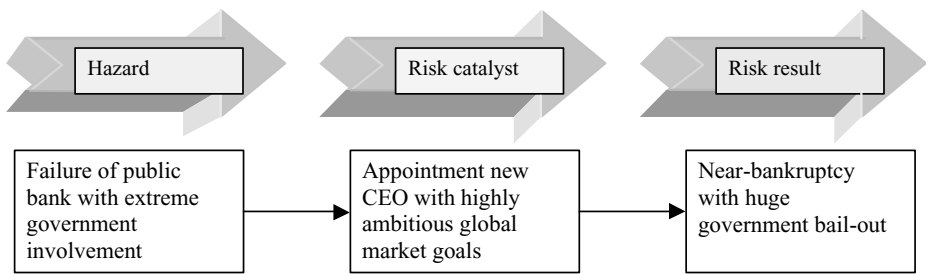 Hazard
Risk catalyst
Risk result
Failure of public
bank with extreme
government
involvement
Appointment new
CEO with highly
ambitious global
market goals
Near-bankruptcy
with huge
government bail-out